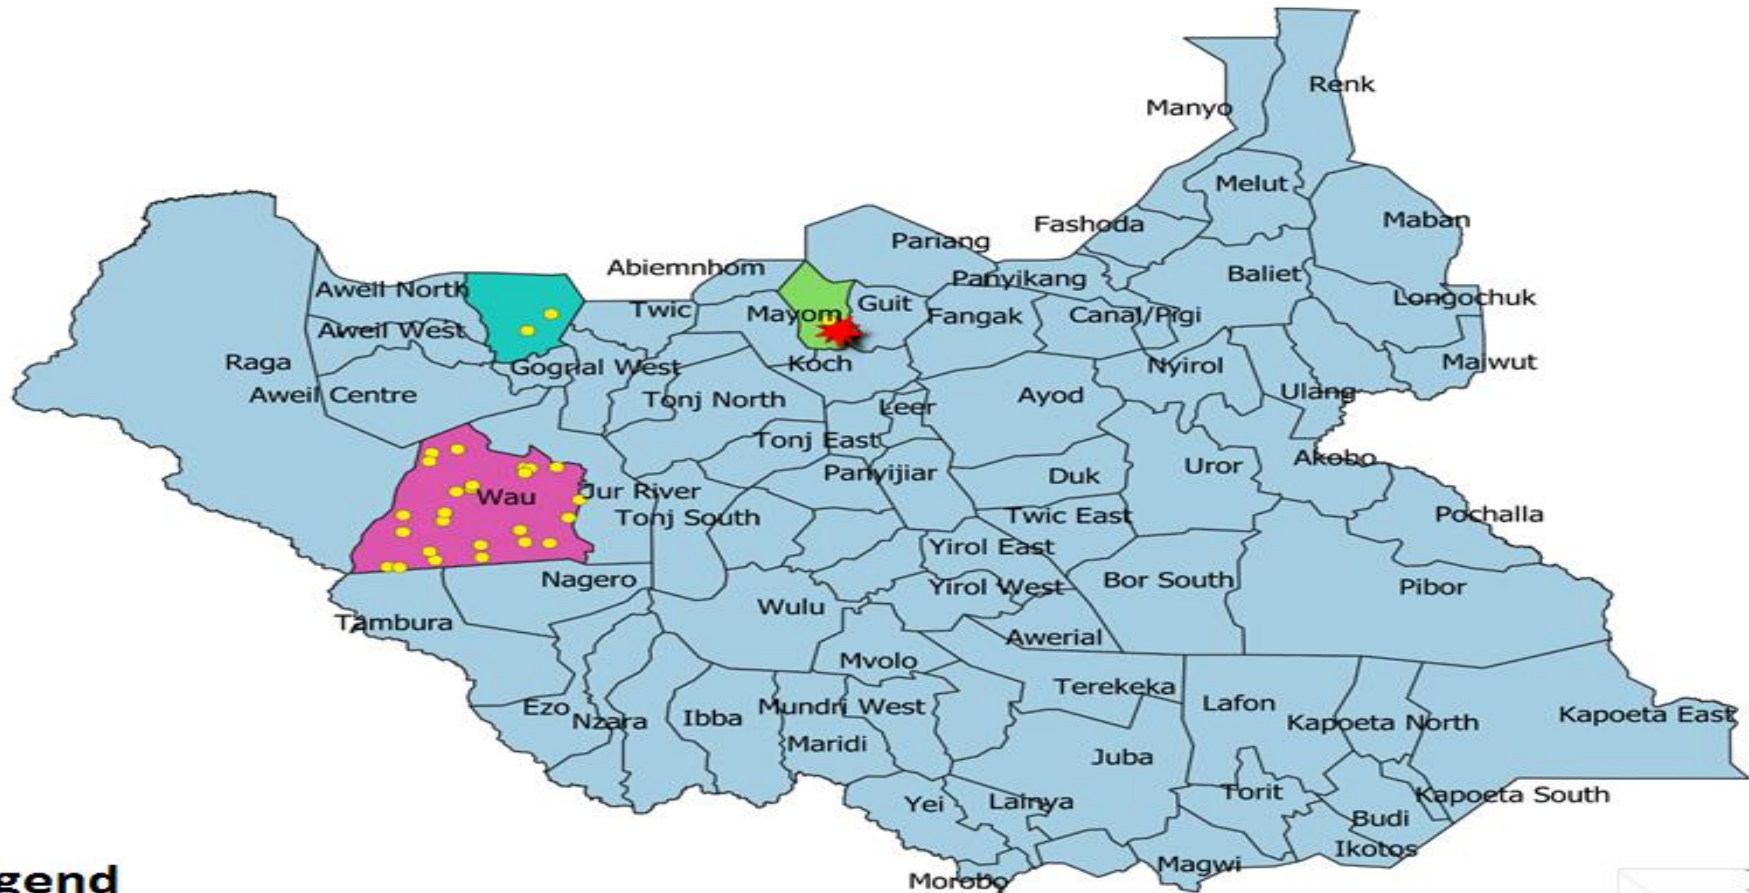 Renk
Manyo
Melut
Maban
Fashoda
Pariang
Abiemnhom
Panyikang
Baliet
Awell North
Longochuk
Twic
Mayom
Guit
Fangak
Canal/Pigi
Aweil West
Raga
Gogrial West
Koch
Nyirol
Majwut
Aweil Centre
Tonj North
Leer
Ayod
Ulang
Tonj East
Akobo
Panyijiar
Duk
Uror
Wau
Jur River
Tonj South
Twic East
Pochalla
Yirol East
Nagero
Yirol West
Bor South
Pibor
Wulu
Tambura
Awerial
Mvolo
Terekeka
Lafon
Ezo
Nzara
Ibba
Mundri West
Kapoeta North
Kapoeta East
Maridi
Juba
Yei
Lainya
Torit
Kapoeta South
Budi
Ikotos
Magwi
Morobo
gend